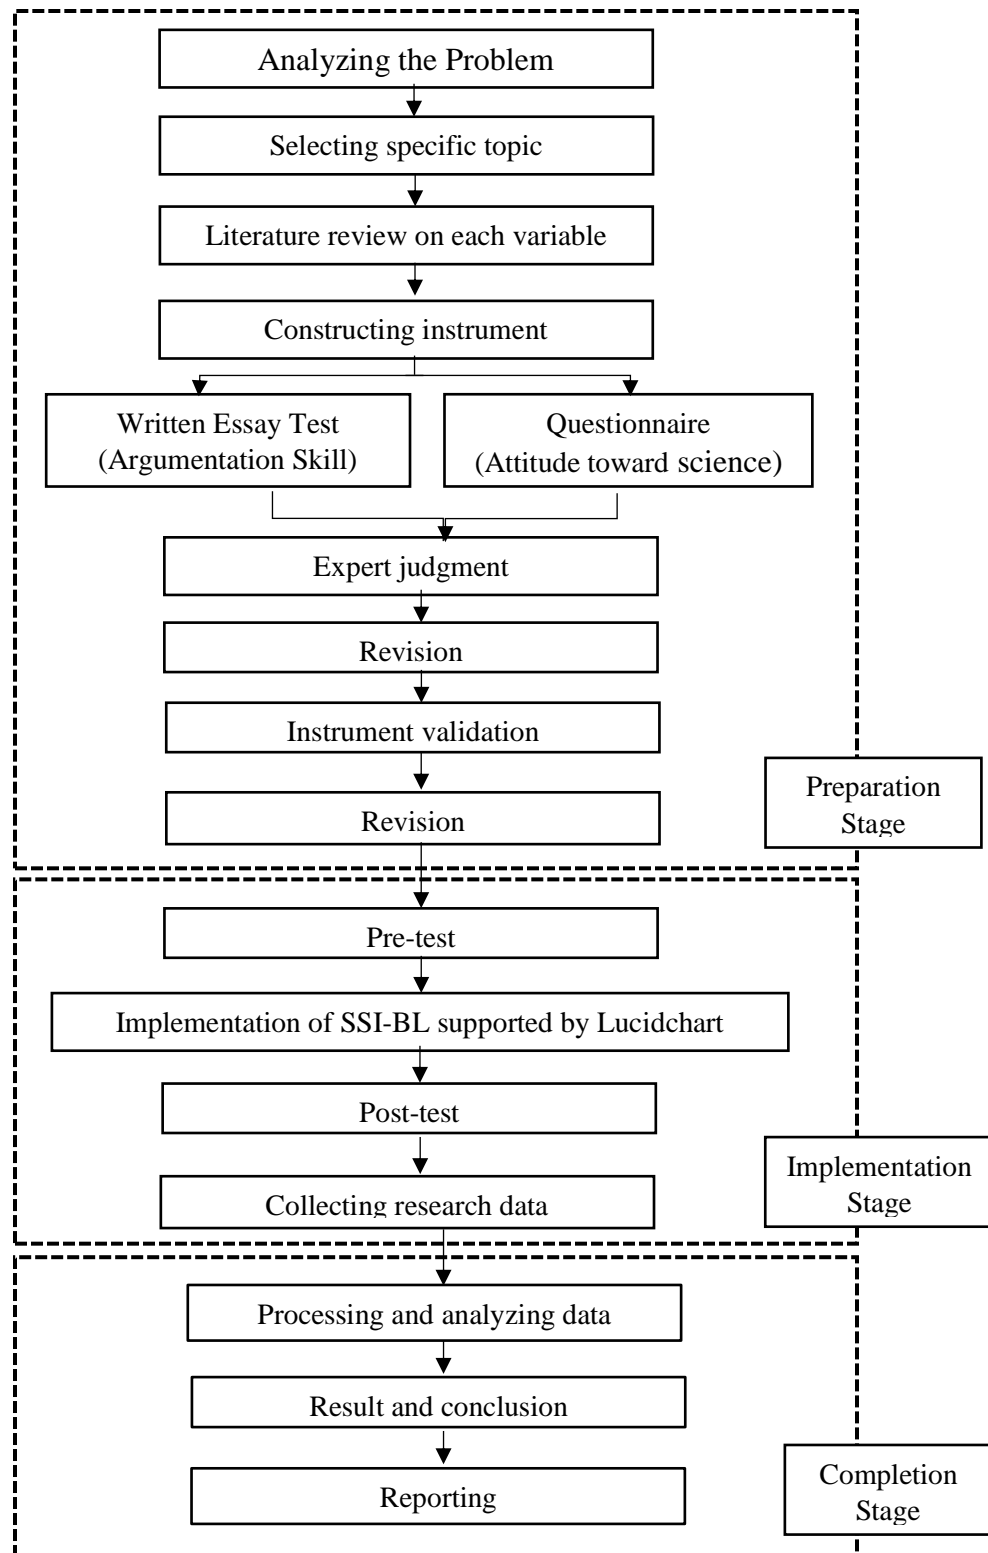 Analyzing the Problem
Selecting specific topic
Literature review on each variable
Constructing instrument
Written Essay Test
(Argumentation Skill)
Questionnaire
(Attitude toward science)
Expert judgment
Revision
Instrument validation
Revision
Preparation
Stage
Pre-test
Implementation of SSI-BL supported by Lucidchart
Post-test
Collecting research data
Implementation
Stage
Processing and analyzing data
Result and conclusion
Reporting
Completion
Stage